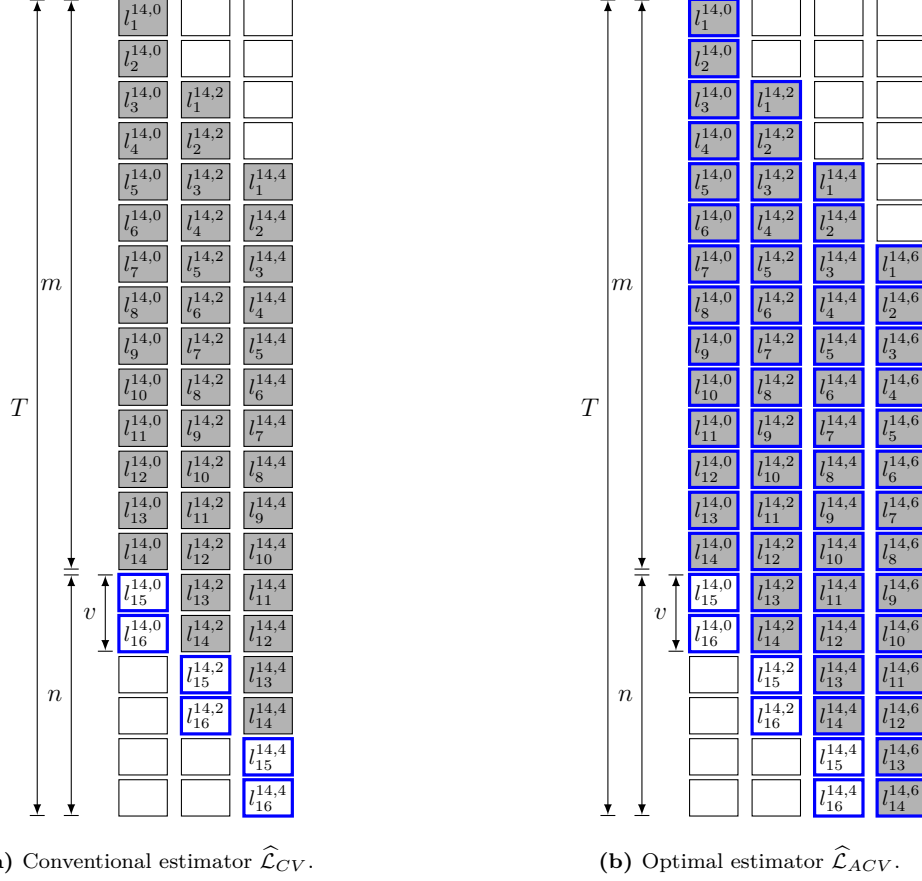 l_1^{14,0} l_1^{14,0}
l_2^{14,0} l_2^{14,0}
l_3^{14,0} l_1^{14,2} l_3^{14,0} l_1^{14,2}
l_4^{14,0} l_2^{14,2} l_4^{14,0} l_2^{14,2}
l_5^{14,0} l_3^{14,2} l_1^{14,4} l_5^{14,0} l_3^{14,2} l_1^{14,4}
l_6^{14,0} l_4^{14,2} l_2^{14,4} l_6^{14,0} l_4^{14,2} l_2^{14,4}
m l_7^{14,0} l_5^{14,2} l_3^{14,4} m l_7^{14,0} l_5^{14,2} l_3^{14,4} l_1^{14,6}
l_8^{14,0} l_6^{14,2} l_4^{14,4} l_8^{14,0} l_6^{14,2} l_4^{14,4} l_2^{14,6}
l_9^{14,0} l_7^{14,2} l_5^{14,4} l_9^{14,0} l_7^{14,2} l_5^{14,4} l_3^{14,6}
T l_{10}^{14,0} l_8^{14,2} l_6^{14,4} T l_{10}^{14,0} l_8^{14,2} l_6^{14,4} l_4^{14,6}
l_{11}^{14,0} l_9^{14,2} l_7^{14,4} l_{11}^{14,0} l_9^{14,2} l_7^{14,4} l_5^{14,6}
l_{12}^{14,0} l_{10}^{14,2} l_8^{14,4} l_{12}^{14,0} l_{10}^{14,2} l_8^{14,4} l_6^{14,6}
l_{13}^{14,0} l_{11}^{14,2} l_9^{14,4} l_{13}^{14,0} l_{11}^{14,2} l_9^{14,4} l_7^{14,6}
l_{14}^{14,0} l_{12}^{14,2} l_{10}^{14,4} l_{14}^{14,0} l_{12}^{14,2} l_{10}^{14,4} l_8^{14,6}
v l_{15}^{14,0} l_{13}^{14,2} l_{11}^{14,4} v l_{15}^{14,0} l_{13}^{14,2} l_{11}^{14,4} l_9^{14,6}
l_{16}^{14,0} l_{14}^{14,2} l_{12}^{14,4} l_{16}^{14,0} l_{14}^{14,2} l_{12}^{14,4} l_{10}^{14,6}
n l_{15}^{14,2} l_{13}^{14,4} n l_{15}^{14,2} l_{13}^{14,4} l_{11}^{14,6}
l_{16}^{14,2} l_{14}^{14,4} l_{16}^{14,2} l_{14}^{14,4} l_{12}^{14,6}
l_{15}^{14,4} l_{15}^{14,4} l_{13}^{14,6}
l_{16}^{14,4} l_{16}^{14,4} l_{14}^{14,6}
) Conventional estimator \widehat{\mathcal{L}}_{CV}. (b) Optimal estimator \widehat{\mathcal{L}}_{ACV}.